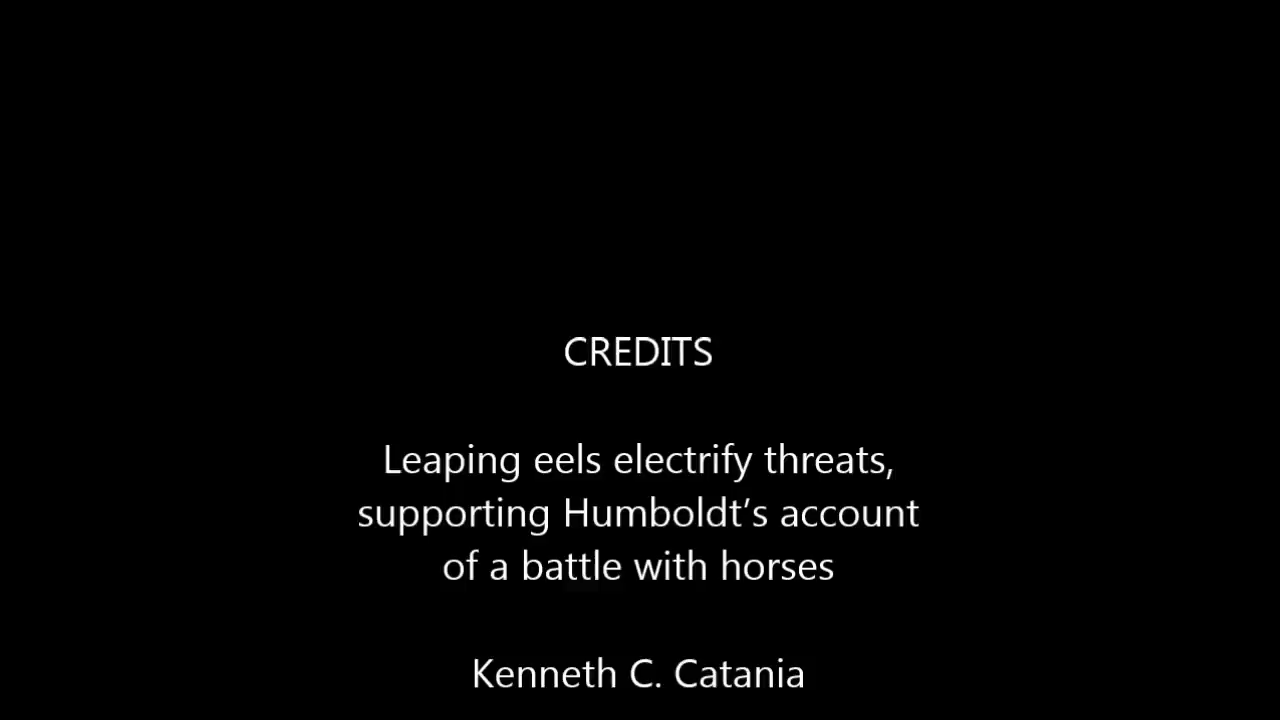 CREDITS
Leaping eels electrify threats,
supporting Humboldt’s account
of a battle with horses
Kenneth C. Catania